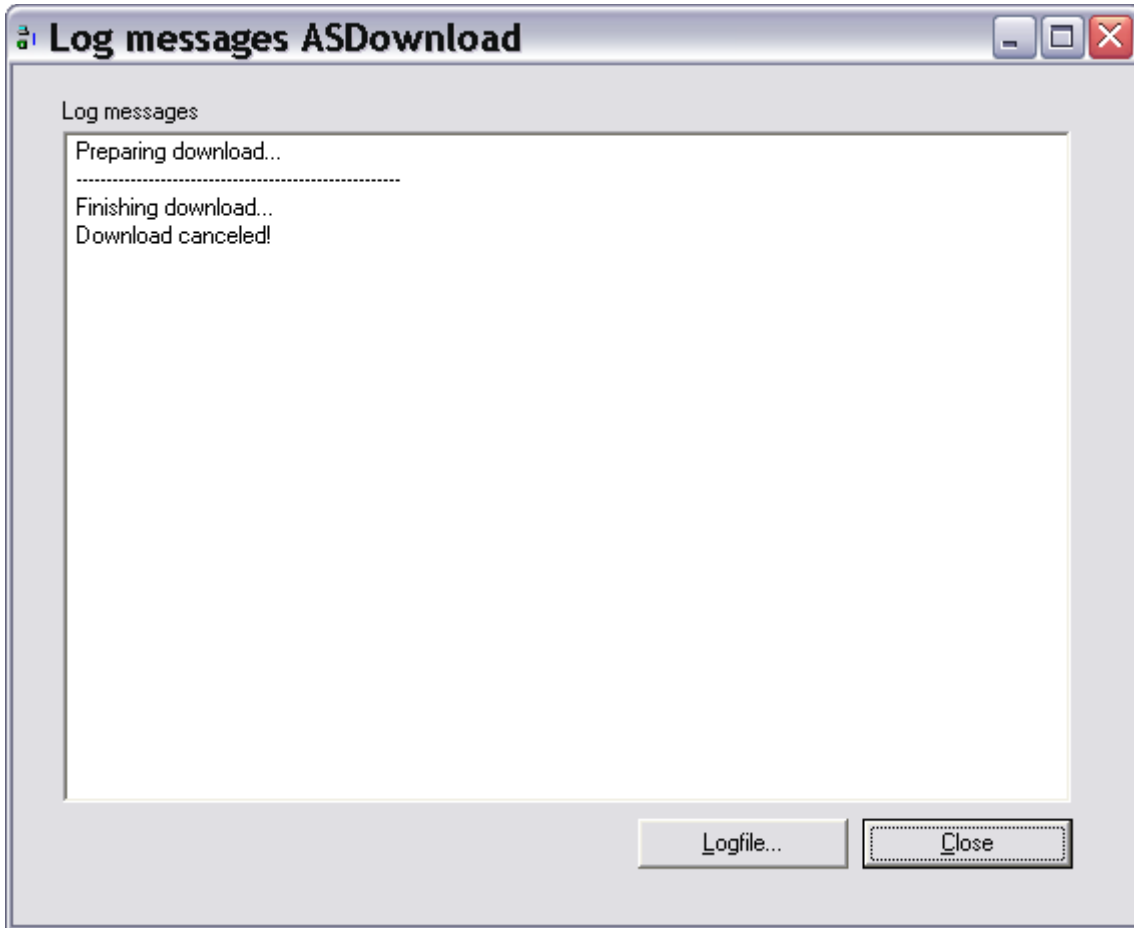 Log messages ASDownload
Log messages
Preparing download...
------------------------------------------------------
Finishing download...
Download canceled!
Logfile...
Close